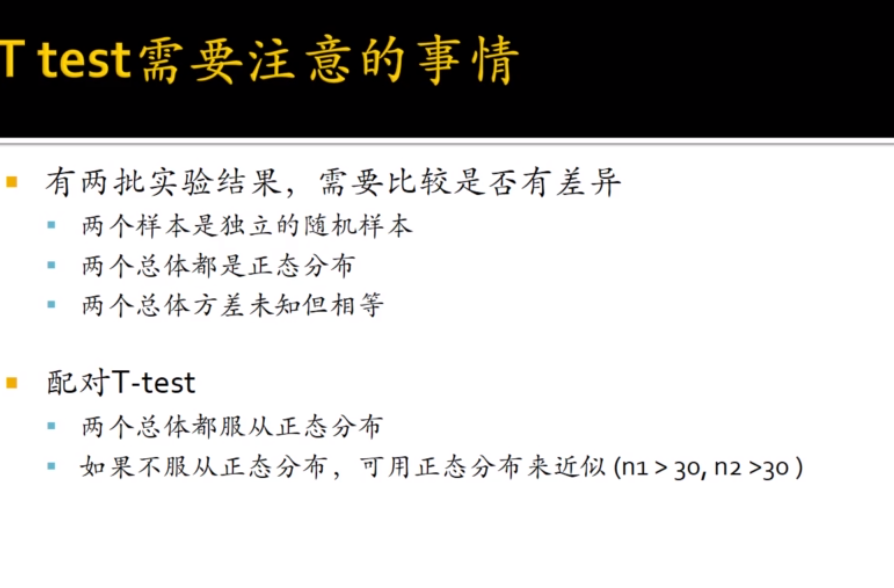 T test需要注意的事情
有两批实验结果，需要比较是否有差异
两个样本是独立的随机样本
两个总体都是正态分布
两个总体方差未知但相等
配对T-test
两个总体都服从正态分布
如果不服从正态分布，可用正态分布来近似 (n1 > 30, n2 >30 )